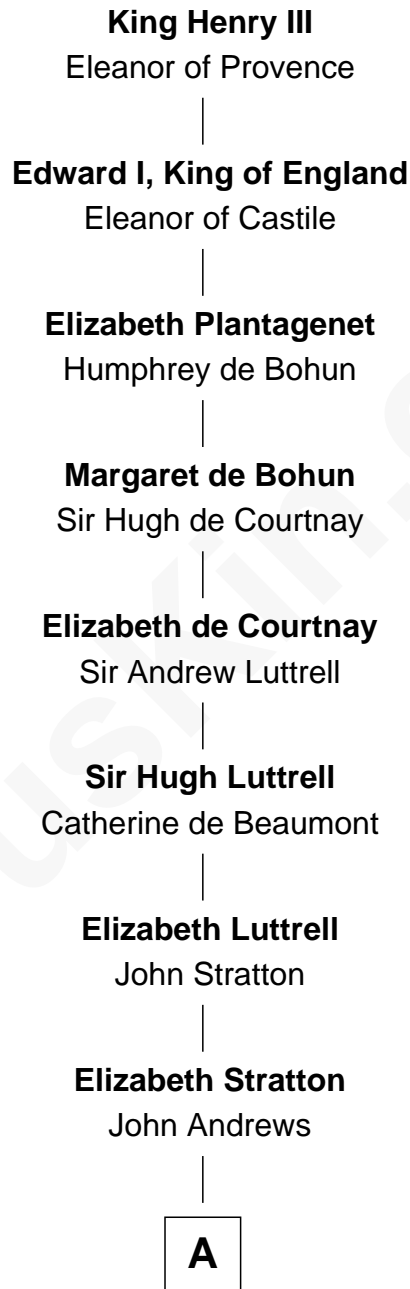 King Henry III
Eleanor of Provence
Edward I, King of England
Eleanor of Castile
Elizabeth Plantagenet
Humphrey de Bohun
Margaret de Bohun
Sir Hugh de Courtnay
Elizabeth de Courtnay
Sir Andrew Luttrell
Sir Hugh Luttrell
Catherine de Beaumont
Elizabeth Luttrell
John Stratton
Elizabeth Stratton
John Andrews
A